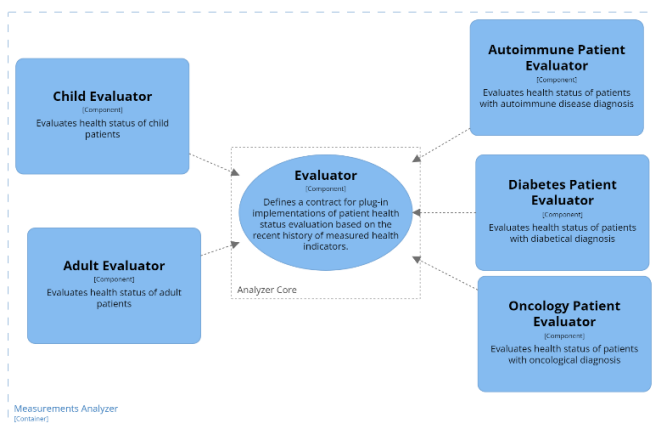 Child Evaluator
[Component]
Evaluates health status of child
patients
Adult Evaluator
[Component]
Evaluates health status of adult
patients
Evaluator
[Component]
Defines a contract for plug-in
implementations of patient health
status evaluation based on the
recent history of measured health
indicators.
Analyzer Core
Autoimmune Patient
Evaluator
[Component]
Evaluates health status of patients
with autoimmune disease diagnosis
Diabetes Patient
Evaluator
[Component]
Evaluates health status of patients
with diabetical diagnosis
Oncology Patient
Evaluator
[Component]
Evaluates health status of patients
with oncological diagnosis
Measurements Analyzer
[Container]